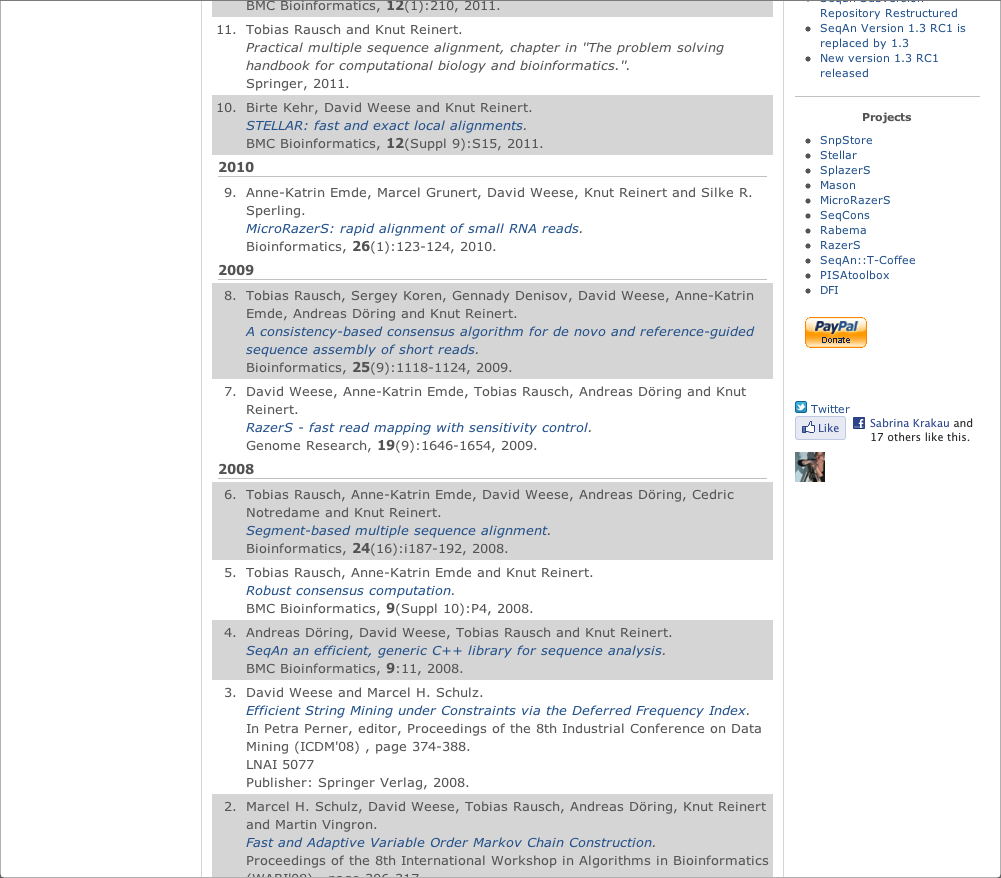 BMC Bioinformatics, 12(1):210, 2011.
11. Tobias Rausch and Knut Reinert.
Practical multiple sequence alignment, chapter in "The problem solving
handbook for computational biology and bioinformatics.".
Springer, 2011.
10. Birte Kehr, David Weese and Knut Reinert.
STELLAR: fast and exact local alignments.
BMC Bioinformatics, 12(Suppl 9):S15, 2011.
2010
9. Anne-Katrin Emde, Marcel Grunert, David Weese, Knut Reinert and Silke R.
Sperling.
MicroRazerS: rapid alignment of small RNA reads.
Bioinformatics, 26(1):123-124, 2010.
2009
8. Tobias Rausch, Sergey Koren, Gennady Denisov, David Weese, Anne-Katrin
Emde, Andreas Döring and Knut Reinert.
A consistency-based consensus algorithm for de novo and reference-guided
sequence assembly of short reads.
Bioinformatics, 25(9):1118-1124, 2009.
7. David Weese, Anne-Katrin Emde, Tobias Rausch, Andreas Döring and Knut
Reinert.
RazerS - fast read mapping with sensitivity control.
Genome Research, 19(9):1646-1654, 2009.
2008
6. Tobias Rausch, Anne-Katrin Emde, David Weese, Andreas Döring, Cedric
Notredame and Knut Reinert.
Segment-based multiple sequence alignment.
Bioinformatics, 24(16):i187-192, 2008.
5. Tobias Rausch, Anne-Katrin Emde and Knut Reinert.
Robust consensus computation.
BMC Bioinformatics, 9(Suppl 10):P4, 2008.
4. Andreas Döring, David Weese, Tobias Rausch and Knut Reinert.
SeqAn an efficient, generic C++ library for sequence analysis.
BMC Bioinformatics, 9:11, 2008.
3. David Weese and Marcel H. Schulz.
Efficient String Mining under Constraints via the Deferred Frequency Index.
In Petra Perner, editor, Proceedings of the 8th Industrial Conference on Data
Mining (ICDM'08) , page 374-388.
LNAI 5077
Publisher: Springer Verlag, 2008.
2. Marcel H. Schulz, David Weese, Tobias Rausch, Andreas Döring, Knut Reinert
and Martin Vingron.
Fast and Adaptive Variable Order Markov Chain Construction.
Proceedings of the 8th International Workshop in Algorithms in Bioinformatics
Repository Restructured
SeqAn Version 1.3 RC1 is
replaced by 1.3
New version 1.3 RC1
released
Projects
SnpStore
Stellar
SplazerS
Mason
MicroRazerS
SeqCons
Rabema
RazerS
SeqAn::T-Coffee
PISAtoolbox
DFI
PayPal
Donate
Twitter
Like
Sabrina Krakau and
17 others like this.